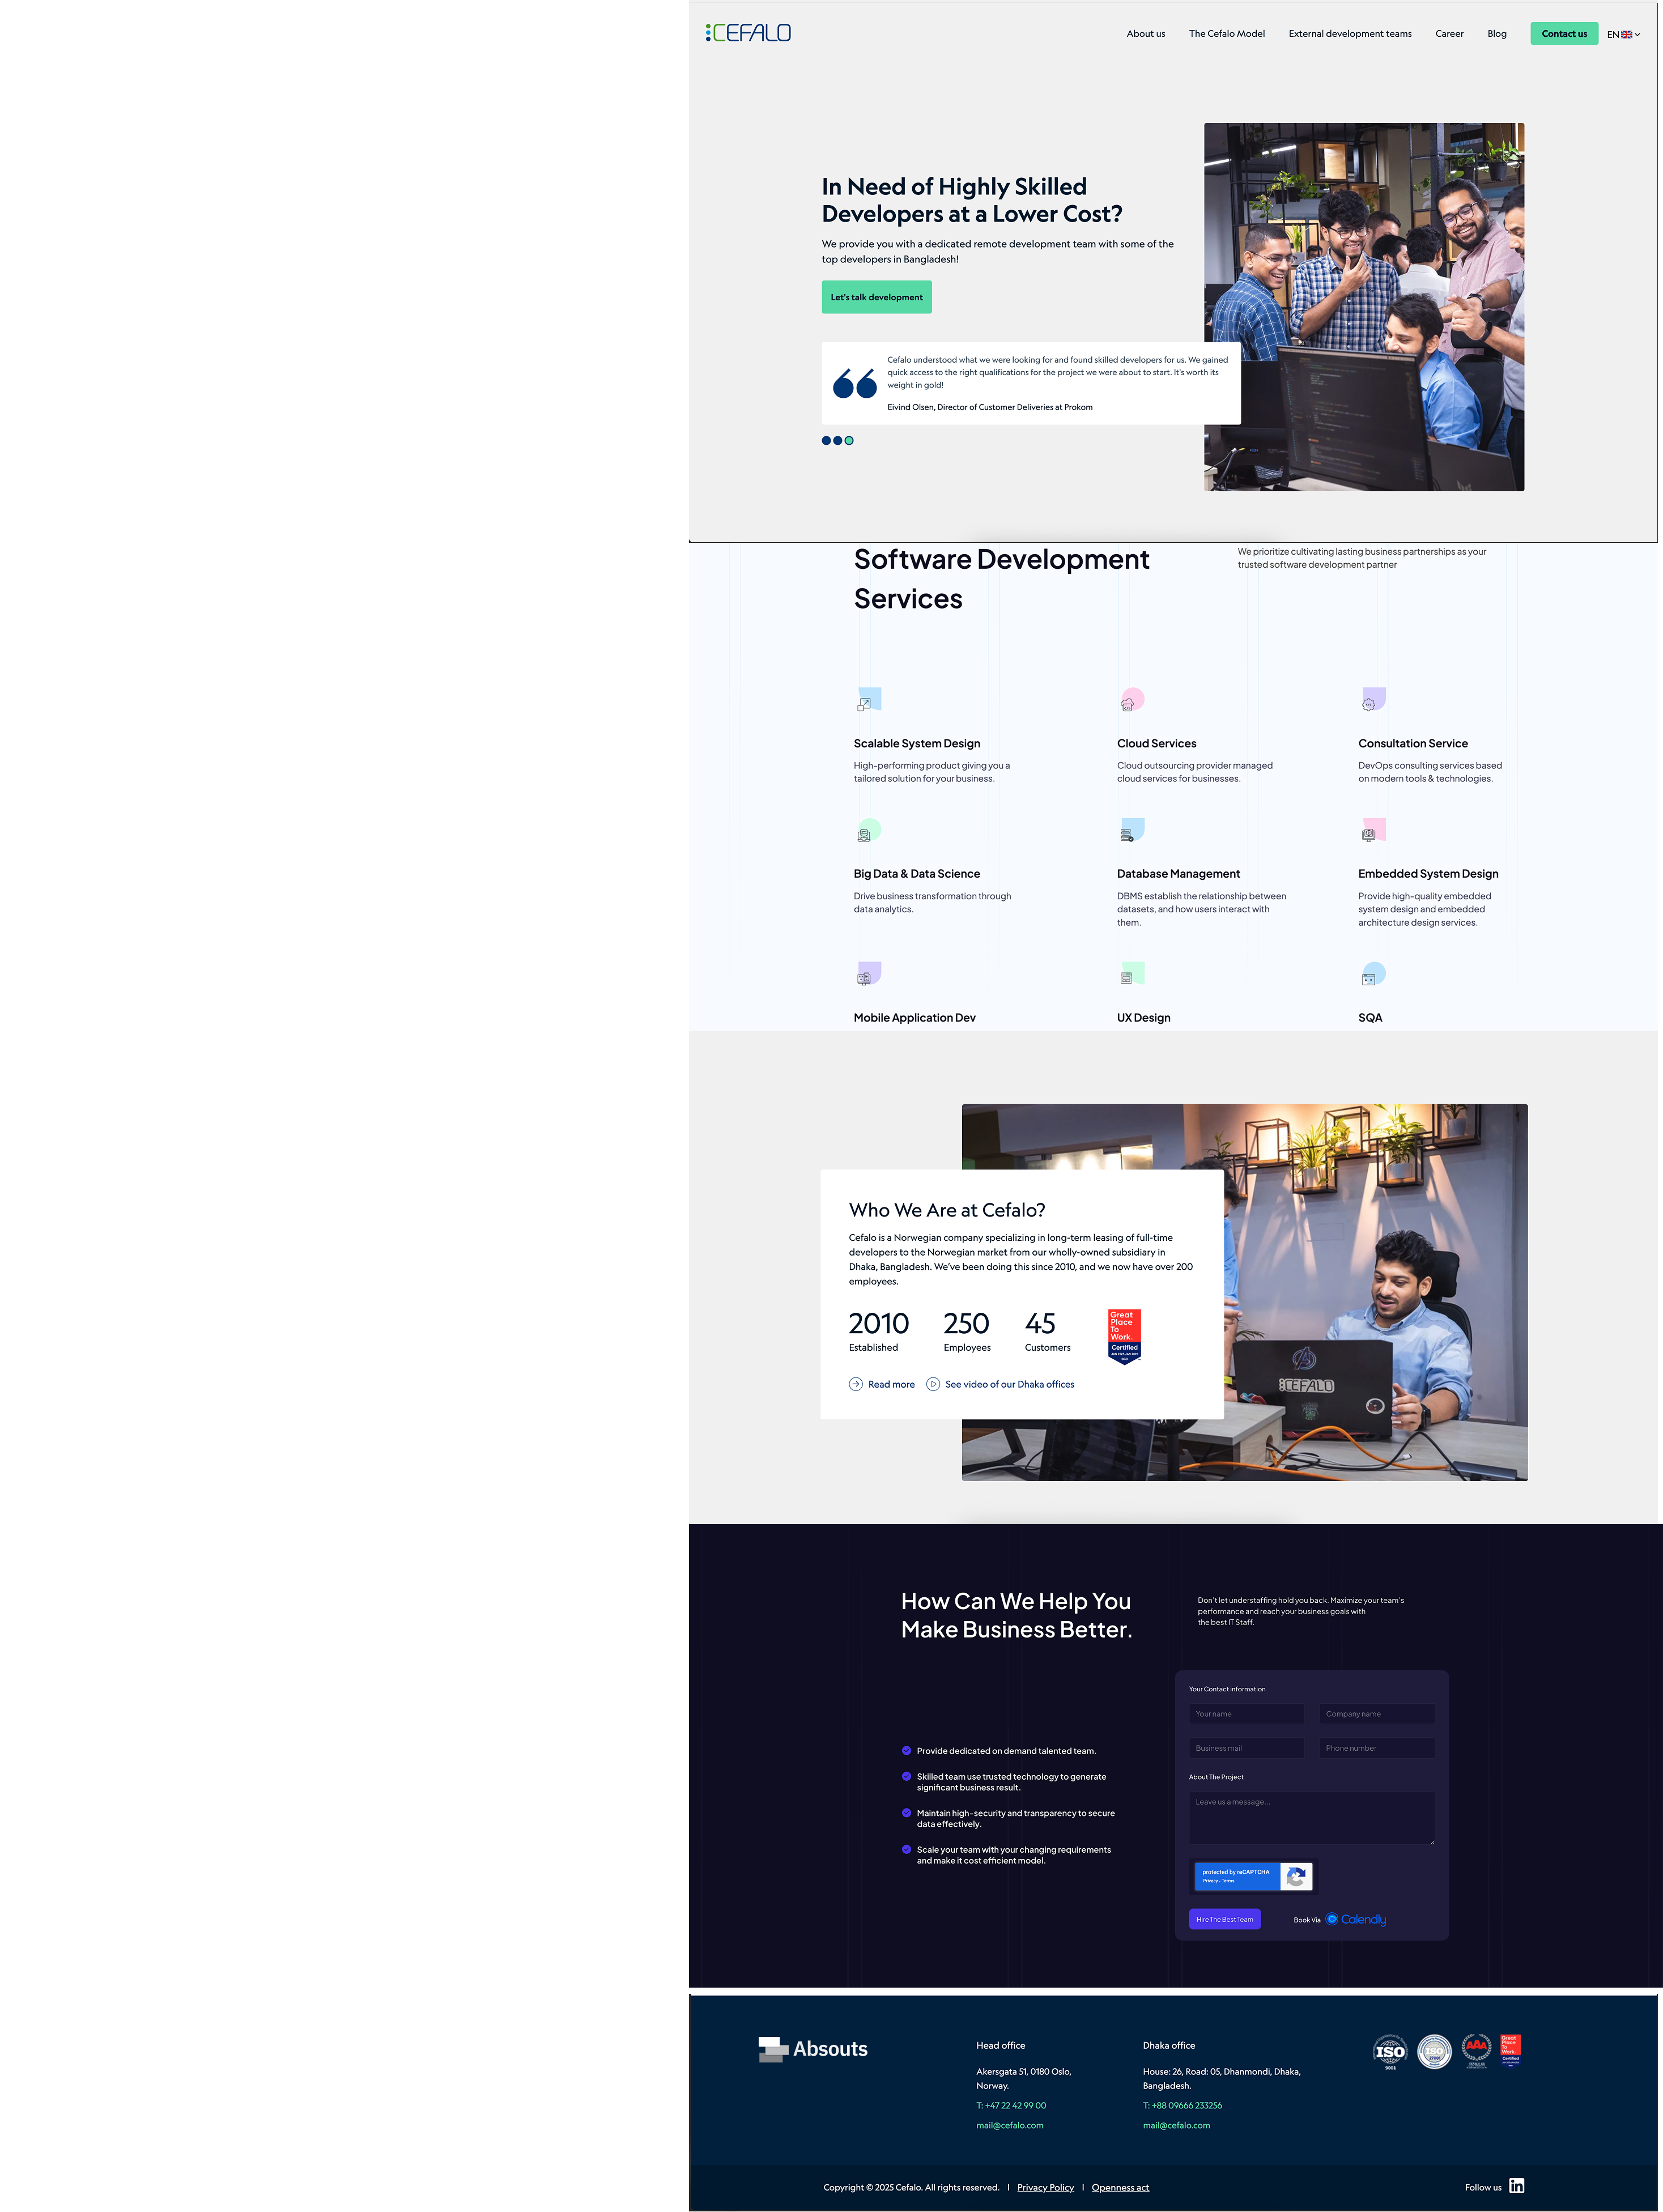 CEFALO
About us
The Cefalo Model
External development teams
Career
Blog
Contact us
EN
In Need of Highly Skilled
Developers at a Lower Cost?
We provide you with a dedicated remote development team with some of the
top developers in Bangladesh!
Let's talk development
Cefalo understood what we were looking for and found skilled developers for us. We gained
quick access to the right qualifications for the project we were about to start. It's worth its
weight in gold!
Eivind Olsen, Director of Customer Deliveries at Prokom
Software Development
Services
We prioritize cultivating lasting business partnerships as your
trusted software development partner
Scalable System Design
High-performing product giving you a
tailored solution for your business.
Cloud Services
Cloud outsourcing provider managed
cloud services for businesses.
Consultation Service
DevOps consulting services based
on modern tools & technologies.
Big Data & Data Science
Drive business transformation through
data analytics.
Database Management
DBMS establish the relationship between
datasets, and how users interact with
them.
Embedded System Design
Provide high-quality embedded
system design and embedded
architecture design services.
Mobile Application Dev
UX Design
SQA
Who We Are at Cefalo?
Cefalo is a Norwegian company specializing in long-term leasing of full-time
developers to the Norwegian market from our wholly-owned subsidiary in
Dhaka, Bangladesh. We've been doing this since 2010, and we now have over 200
employees.
2010
Established
250
Employees
45
Customers
Great
Place
To
Work.
Certified
Read more
See video of our Dhaka offices
CEFALO
How Can We Help You
Make Business Better.
Don't let understaffing hold you back. Maximize your team's
performance and reach your business goals with
the best IT Staff.
Provide dedicated on demand talented team.
Skilled team use trusted technology to generate
significant business result.
Maintain high-security and transparency to secure
data effectively.
Scale your team with your changing requirements
and make it cost efficient model.
Your Contact information
Your name
Company name
Business mail
Phone number
About The Project
Leave us a message...
protected by reCAPTCHA
Privacy - Terms
Hire The Best Team
Book Via
Calendly
Absouts
Head office
Akersgata 51, 0180 Oslo,
Norway.
T: +47 22 42 99 00
mail@cefalo.com
Dhaka office
House: 26, Road: 05, Dhanmondi, Dhaka,
Bangladesh.
T: +88 09666 233256
mail@cefalo.com
ISO
9001
ISO
27001
AAA
Great
Place
To
Work.
Certified
Copyright © 2025 Cefalo. All rights reserved. | Privacy Policy | Openness act
Follow us
in